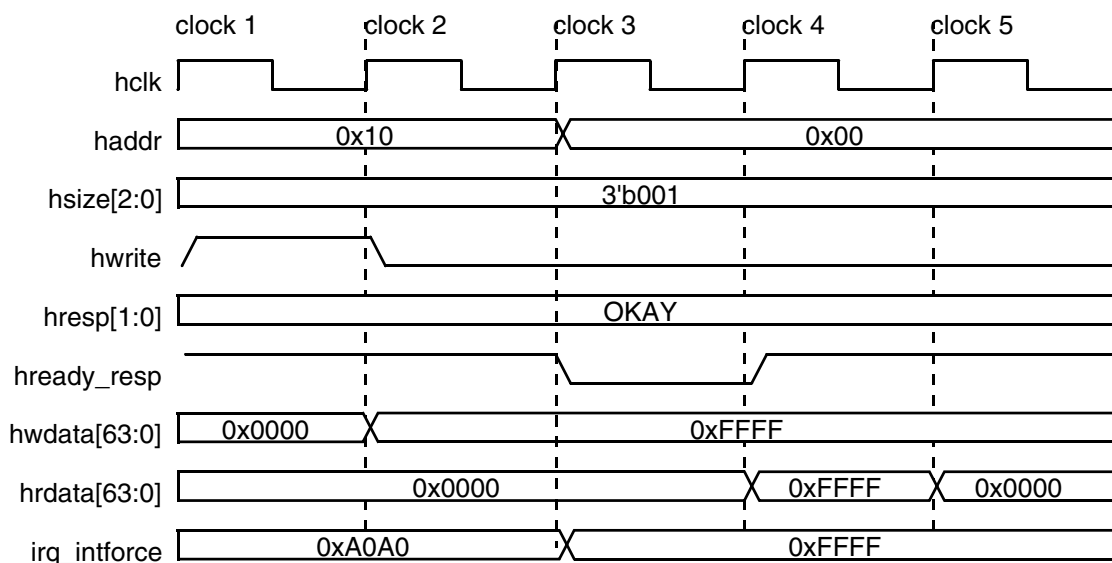 clock 1 clock 2 clock 3 clock 4 clock 5
hclk
haddr 0x10 0x00
hsize[2:0] 3'b001
hwrite
hresp[1:0] OKAY
hready_resp
hwdata[63:0] 0x0000 0xFFFF
hrdata[63:0] 0x0000 0xFFFF 0x0000
irq_intforce 0xA0A0 0xFFFF